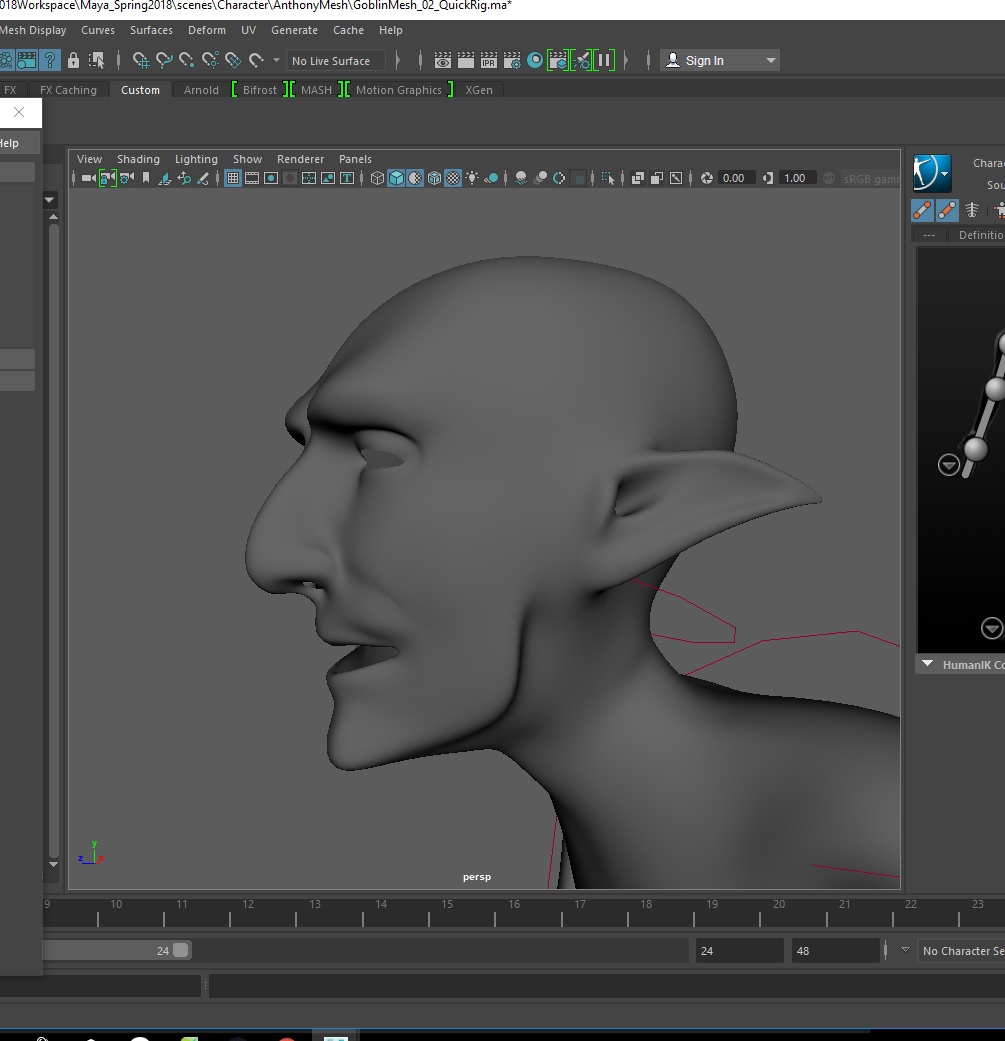 018Workspace\Maya_Spring2018\scenes\Character\AnthonyMesh\GoblinMesh_02_QuickRig.ma*
Mesh Display Curves Surfaces Deform UV Generate Cache Help
No Live Surface IPR Sign In
FX FX Caching Custom Arnold Bifrost MASH Motion Graphics XGen
Help
View Shading Lighting Show Renderer Panels
0.00 1.00 sRGB gamm
Charac
Sou
--- Definitio
HumanIK Co
y
z x
persp
9 10 11 12 13 14 15 16 17 18 19 20 21 22 23
24 24 48 No Character Se